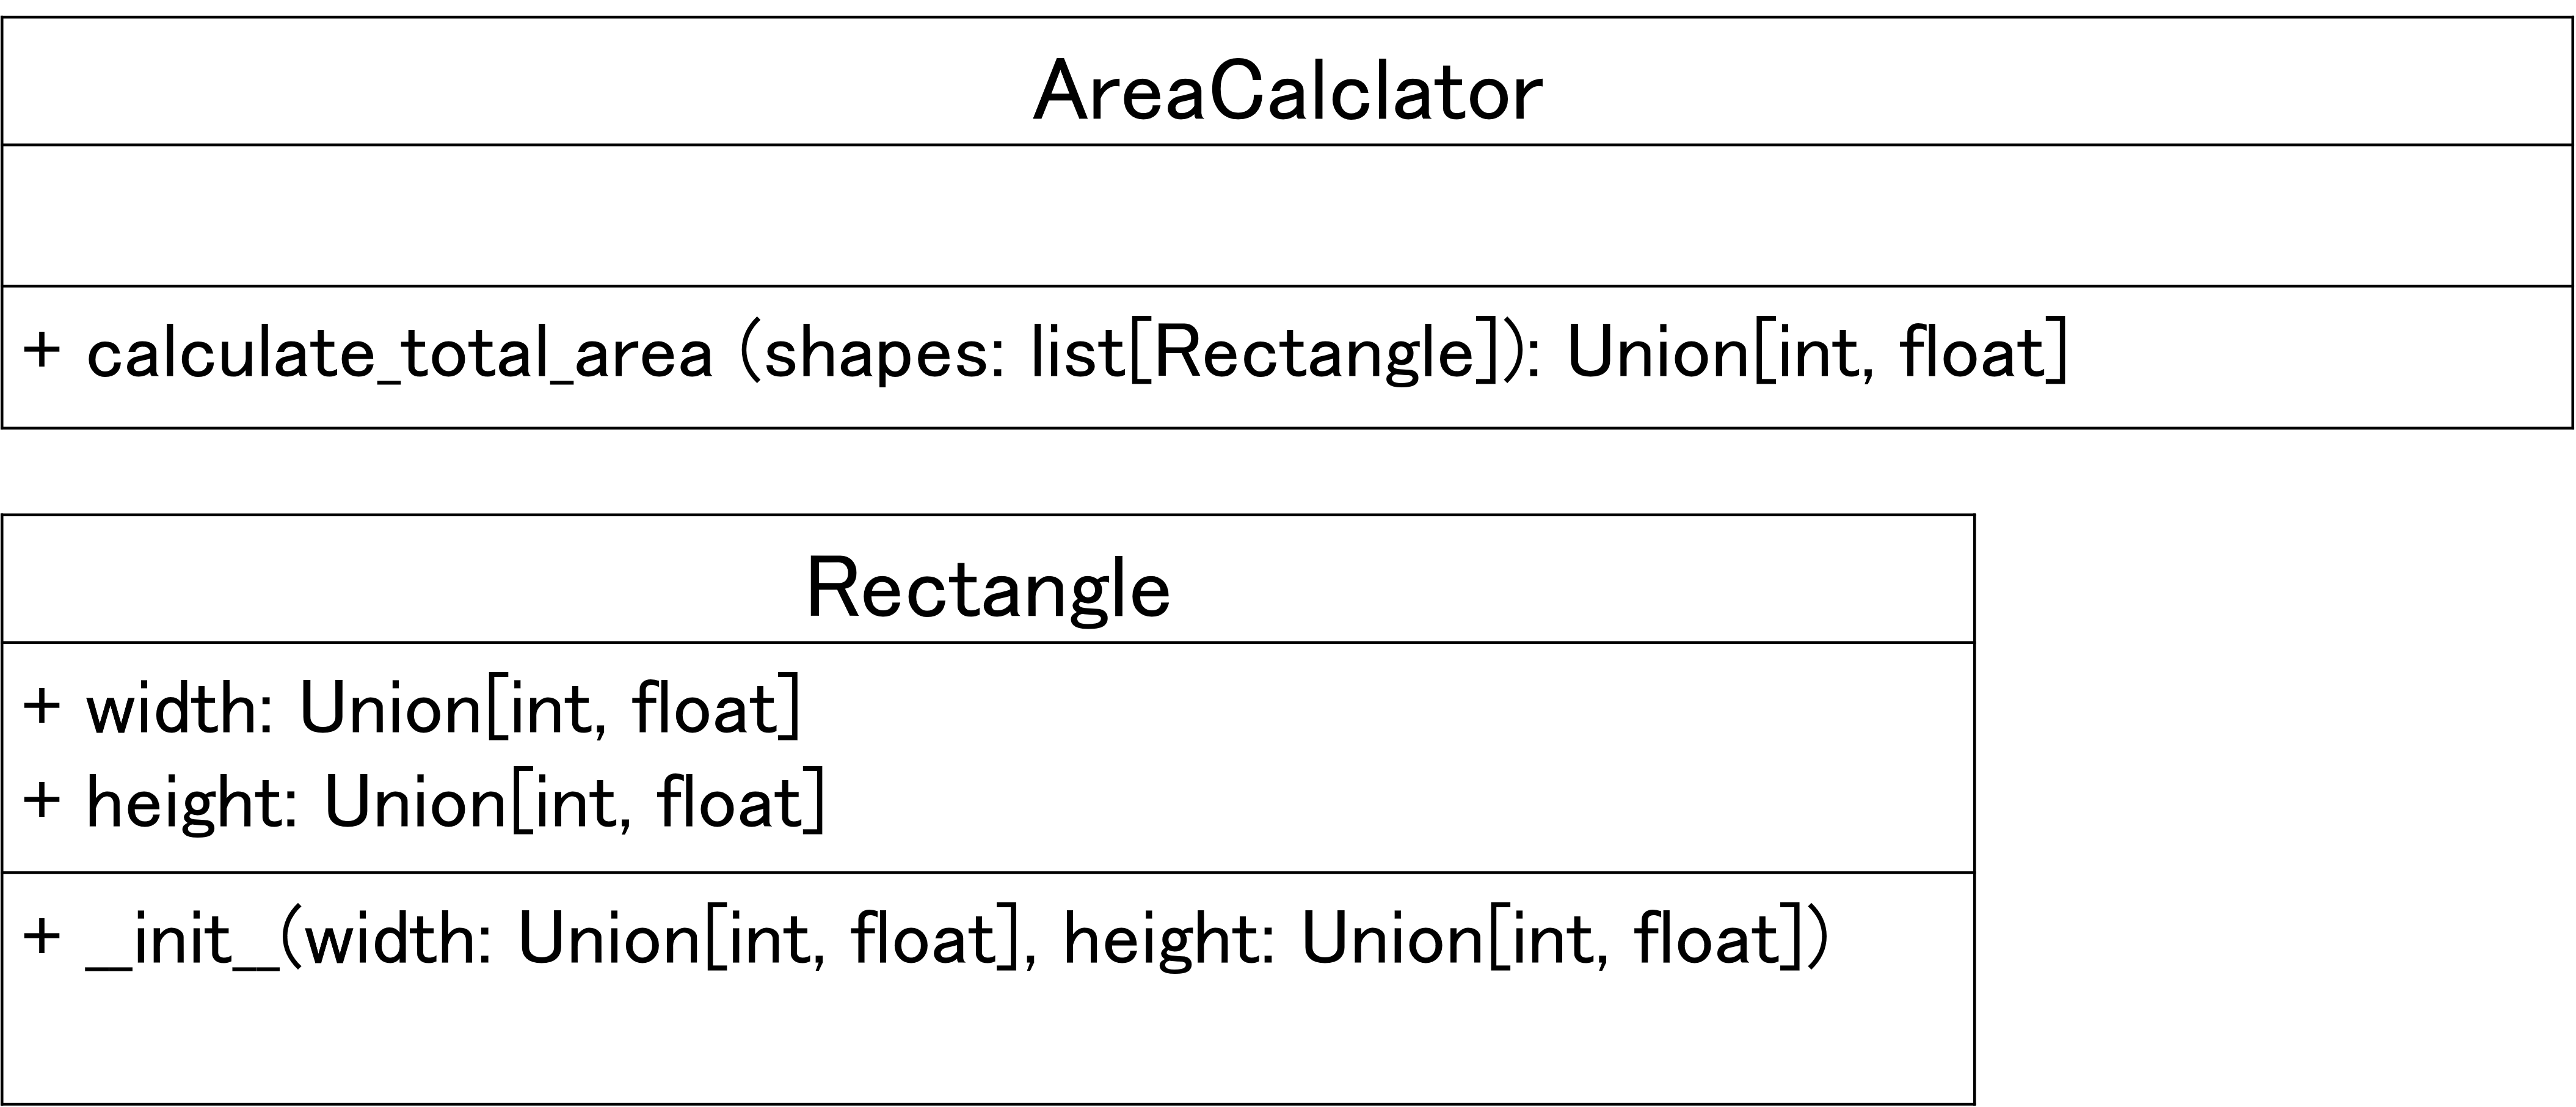 AreaCalclator
+ calculate_total_area (shapes: list[Rectangle]): Union[int, float]
Rectangle
+ width: Union[int, float]
+ height: Union[int, float]
+ __init__(width: Union[int, float], height: Union[int, float])